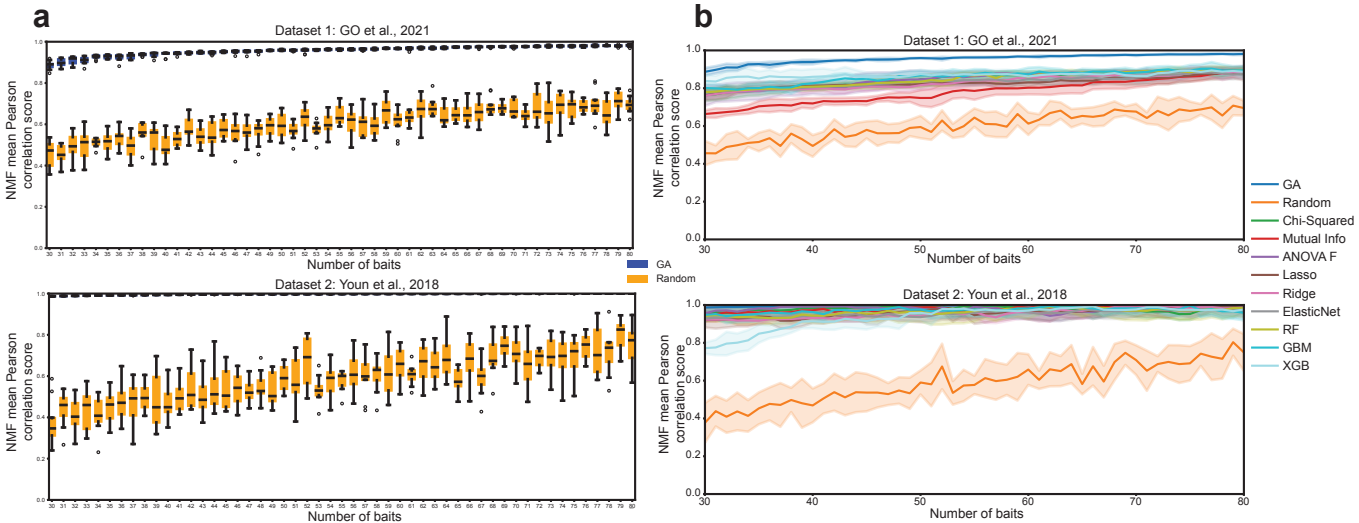 a
Dataset 1: GO et al., 2021
NMF mean Pearson
correlation score
1.0
0.8
0.6
0.4
0.2
0.0
30 31 32 33 34 35 36 37 38 39 40 41 42 43 44 45 46 47 48 49 50 51 52 53 54 55 56 57 58 59 60 61 62 63 64 65 66 67 68 69 70 71 72 73 74 75 76 77 78 79 80
Number of baits
GA
Random
Dataset 2: Youn et al., 2018
NMF mean Pearson
correlation score
1.0
0.8
0.6
0.4
0.2
0.0
30 31 32 33 34 35 36 37 38 39 40 41 42 43 44 45 46 47 48 49 50 51 52 53 54 55 56 57 58 59 60 61 62 63 64 65 66 67 68 69 70 71 72 73 74 75 76 77 78 79 80
Number of baits
b
Dataset 1: GO et al., 2021
NMF mean Pearson
correlation score
1.0
0.8
0.6
0.4
0.2
0.0
30 40 50 60 70 80
Number of baits
Dataset 2: Youn et al., 2018
NMF mean Pearson
correlation score
1.0
0.8
0.6
0.4
0.2
0.0
30 40 50 60 70 80
Number of baits
GA
Random
Chi-Squared
Mutual Info
ANOVA F
Lasso
Ridge
ElasticNet
RF
GBM
XGB